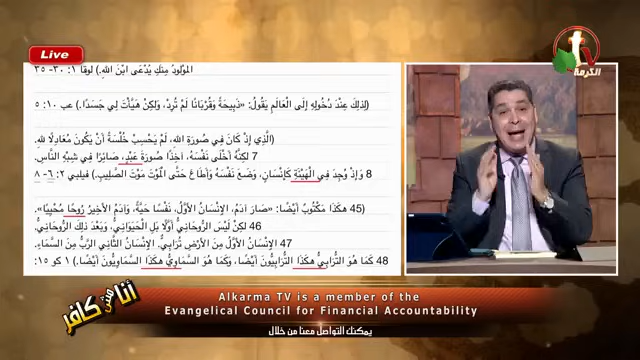 Live
الكرمة
المَوْلُودُ مِنْكِ يُدْعَى ابْنَ اللهِ.) لوقا ١: ٣٠- ٣٥
(لِذلِكَ عِنْدَ دُخُولِهِ إِلَى الْعَالَمِ يَقُولُ: «ذَبِيحَةً وَقُرْبَانًا لَمْ تُرِدْ، وَلكِنْ هَيَّأْتَ لِي جَسَدًا.) عب ١٠: ٥
(الَّذِي إِذْ كَانَ فِي صُورَةِ اللهِ، لَمْ يَحْسِبْ خُلْسَةً أَنْ يَكُونَ مُعَادِلًا للهِ.
7 لكِنَّهُ أَخْلَى نَفْسَهُ، آخِذًا صُورَةَ عَبْدٍ، صَائِرًا فِي شِبْهِ النَّاسِ.
8 وَإِذْ وُجِدَ فِي الْهَيْئَةِ كَإِنْسَانٍ، وَضَعَ نَفْسَهُ وَأَطَاعَ حَتَّى الْمَوْتَ مَوْتَ الصَّلِيبِ.) فيلبي ٢: ٦- ٨
45) هكَذَا مَكْتُوبٌ أَيْضًا: «صَارَ آدَمُ، الإِنْسَانُ الأَوَّلُ، نَفْسًا حَيَّةً، وَآدَمُ الأَخِيرُ رُوحًا مُحْيِيًا».
46 لكِنْ لَيْسَ الرُّوحَانِيُّ أَوَّلًا بَلِ الْحَيَوَانِيُّ، وَبَعْدَ ذلِكَ الرُّوحَانِيُّ
47 الإِنْسَانُ الأَوَّلُ مِنَ الأَرْضِ تُرَابِيٌّ. الإِنْسَانُ الثَّانِي الرَّبُّ مِنَ السَّمَاءِ.
48 كَمَا هُوَ التُّرَابِيُّ هكَذَا التُّرَابِيُّونَ أَيْضًا، وَكَمَا هُوَ السَّمَاوِيُّ هكَذَا السَّمَاوِيُّونَ أَيْضًا.) ١ كو ١٥:
أنا مش كافر
Alkarma TV is a member of the
Evangelical Council for Financial Accountability
يمكنك التواصل معنا من خلال